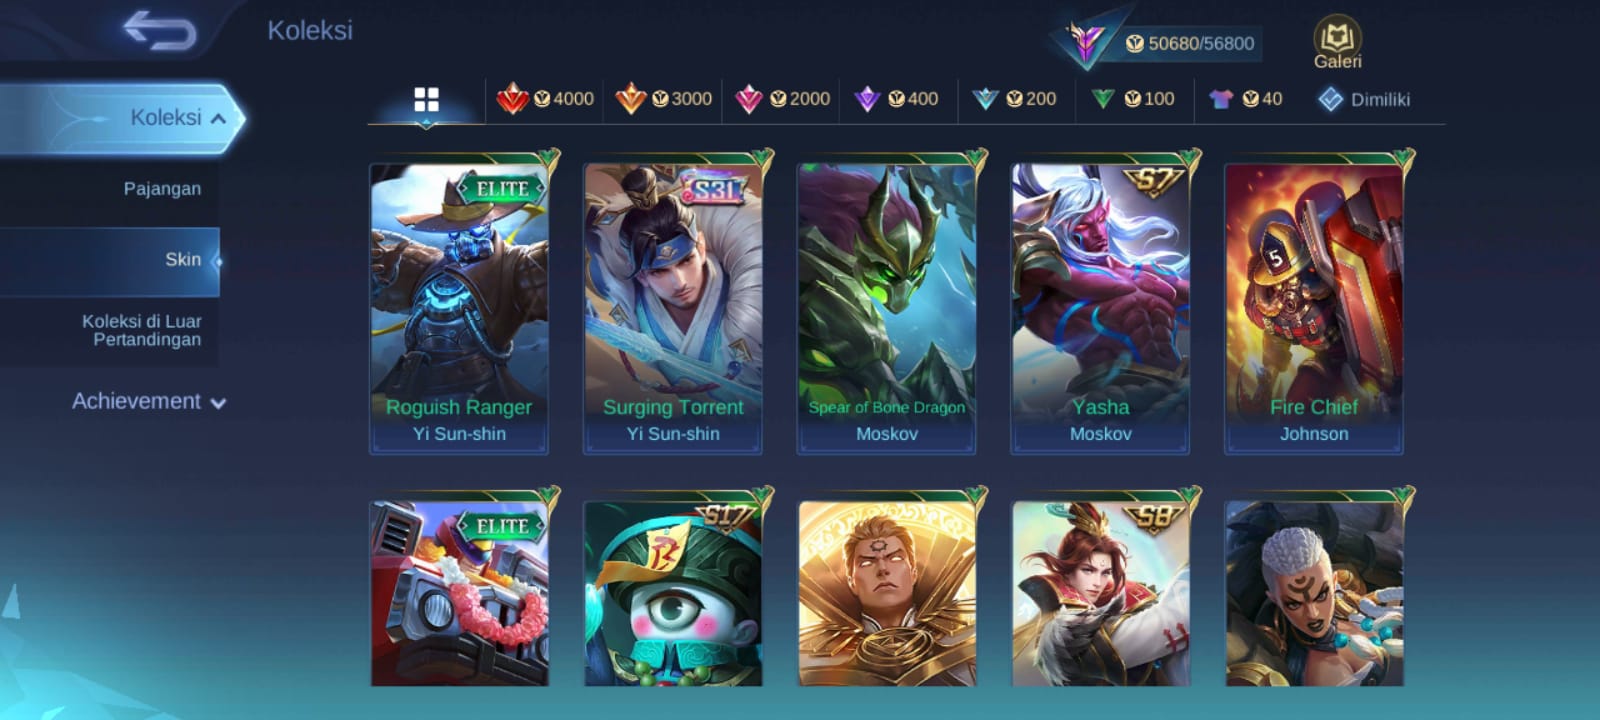 Koleksi
50680/56800
Galeri
Koleksi
4000
3000
2000
400
200
100
40
Dimiliki
Pajangan
Skin
Koleksi di Luar
Pertandingan
Achievement
ELITE
S31
S7
5
Roguish Ranger
Yi Sun-shin
Surging Torrent
Yi Sun-shin
Spear of Bone Dragon
Moskov
Yasha
Moskov
Fire Chief
Johnson
ELITE
S17
S8